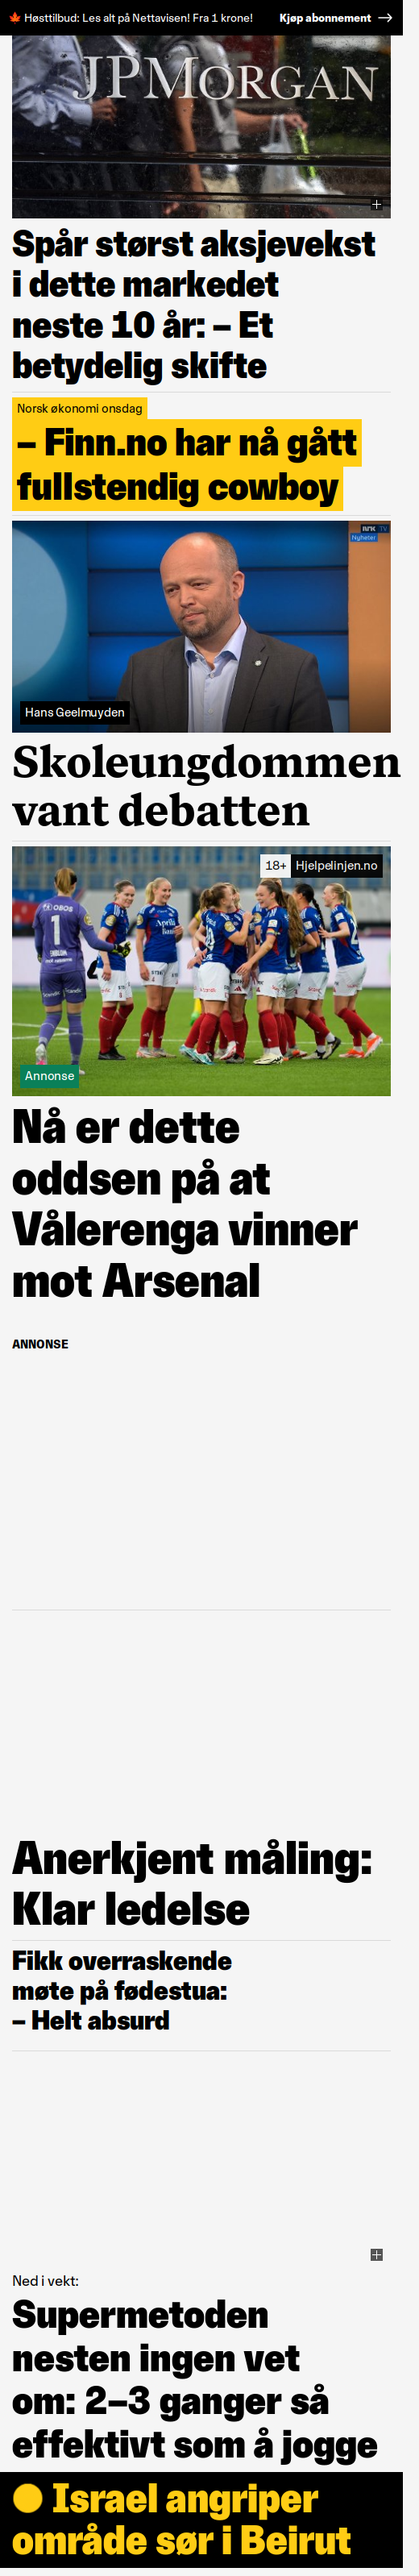 🍁 Høsttilbud: Les alt på Nettavisen! Fra 1 krone! Kjøp abonnement →
JPMORGAN
Spår størst aksjevekst
i dette markedet
neste 10 år: – Et
betydelig skifte
Norsk økonomi onsdag
– Finn.no har nå gått
fullstendig cowboy
NRK TV
Nyheter
Hans Geelmuyden
Skoleungdommen
vant debatten
18+ Hjelpelinjen.no
OBOS
1
Annonse
Nå er dette
oddsen på at
Vålerenga vinner
mot Arsenal
ANNONSE
Anerkjent måling:
Klar ledelse
Fikk overraskende
møte på fødestua:
– Helt absurd
Ned i vekt:
Supermetoden
nesten ingen vet
om: 2–3 ganger så
effektivt som å jogge
Israel angriper
område sør i Beirut